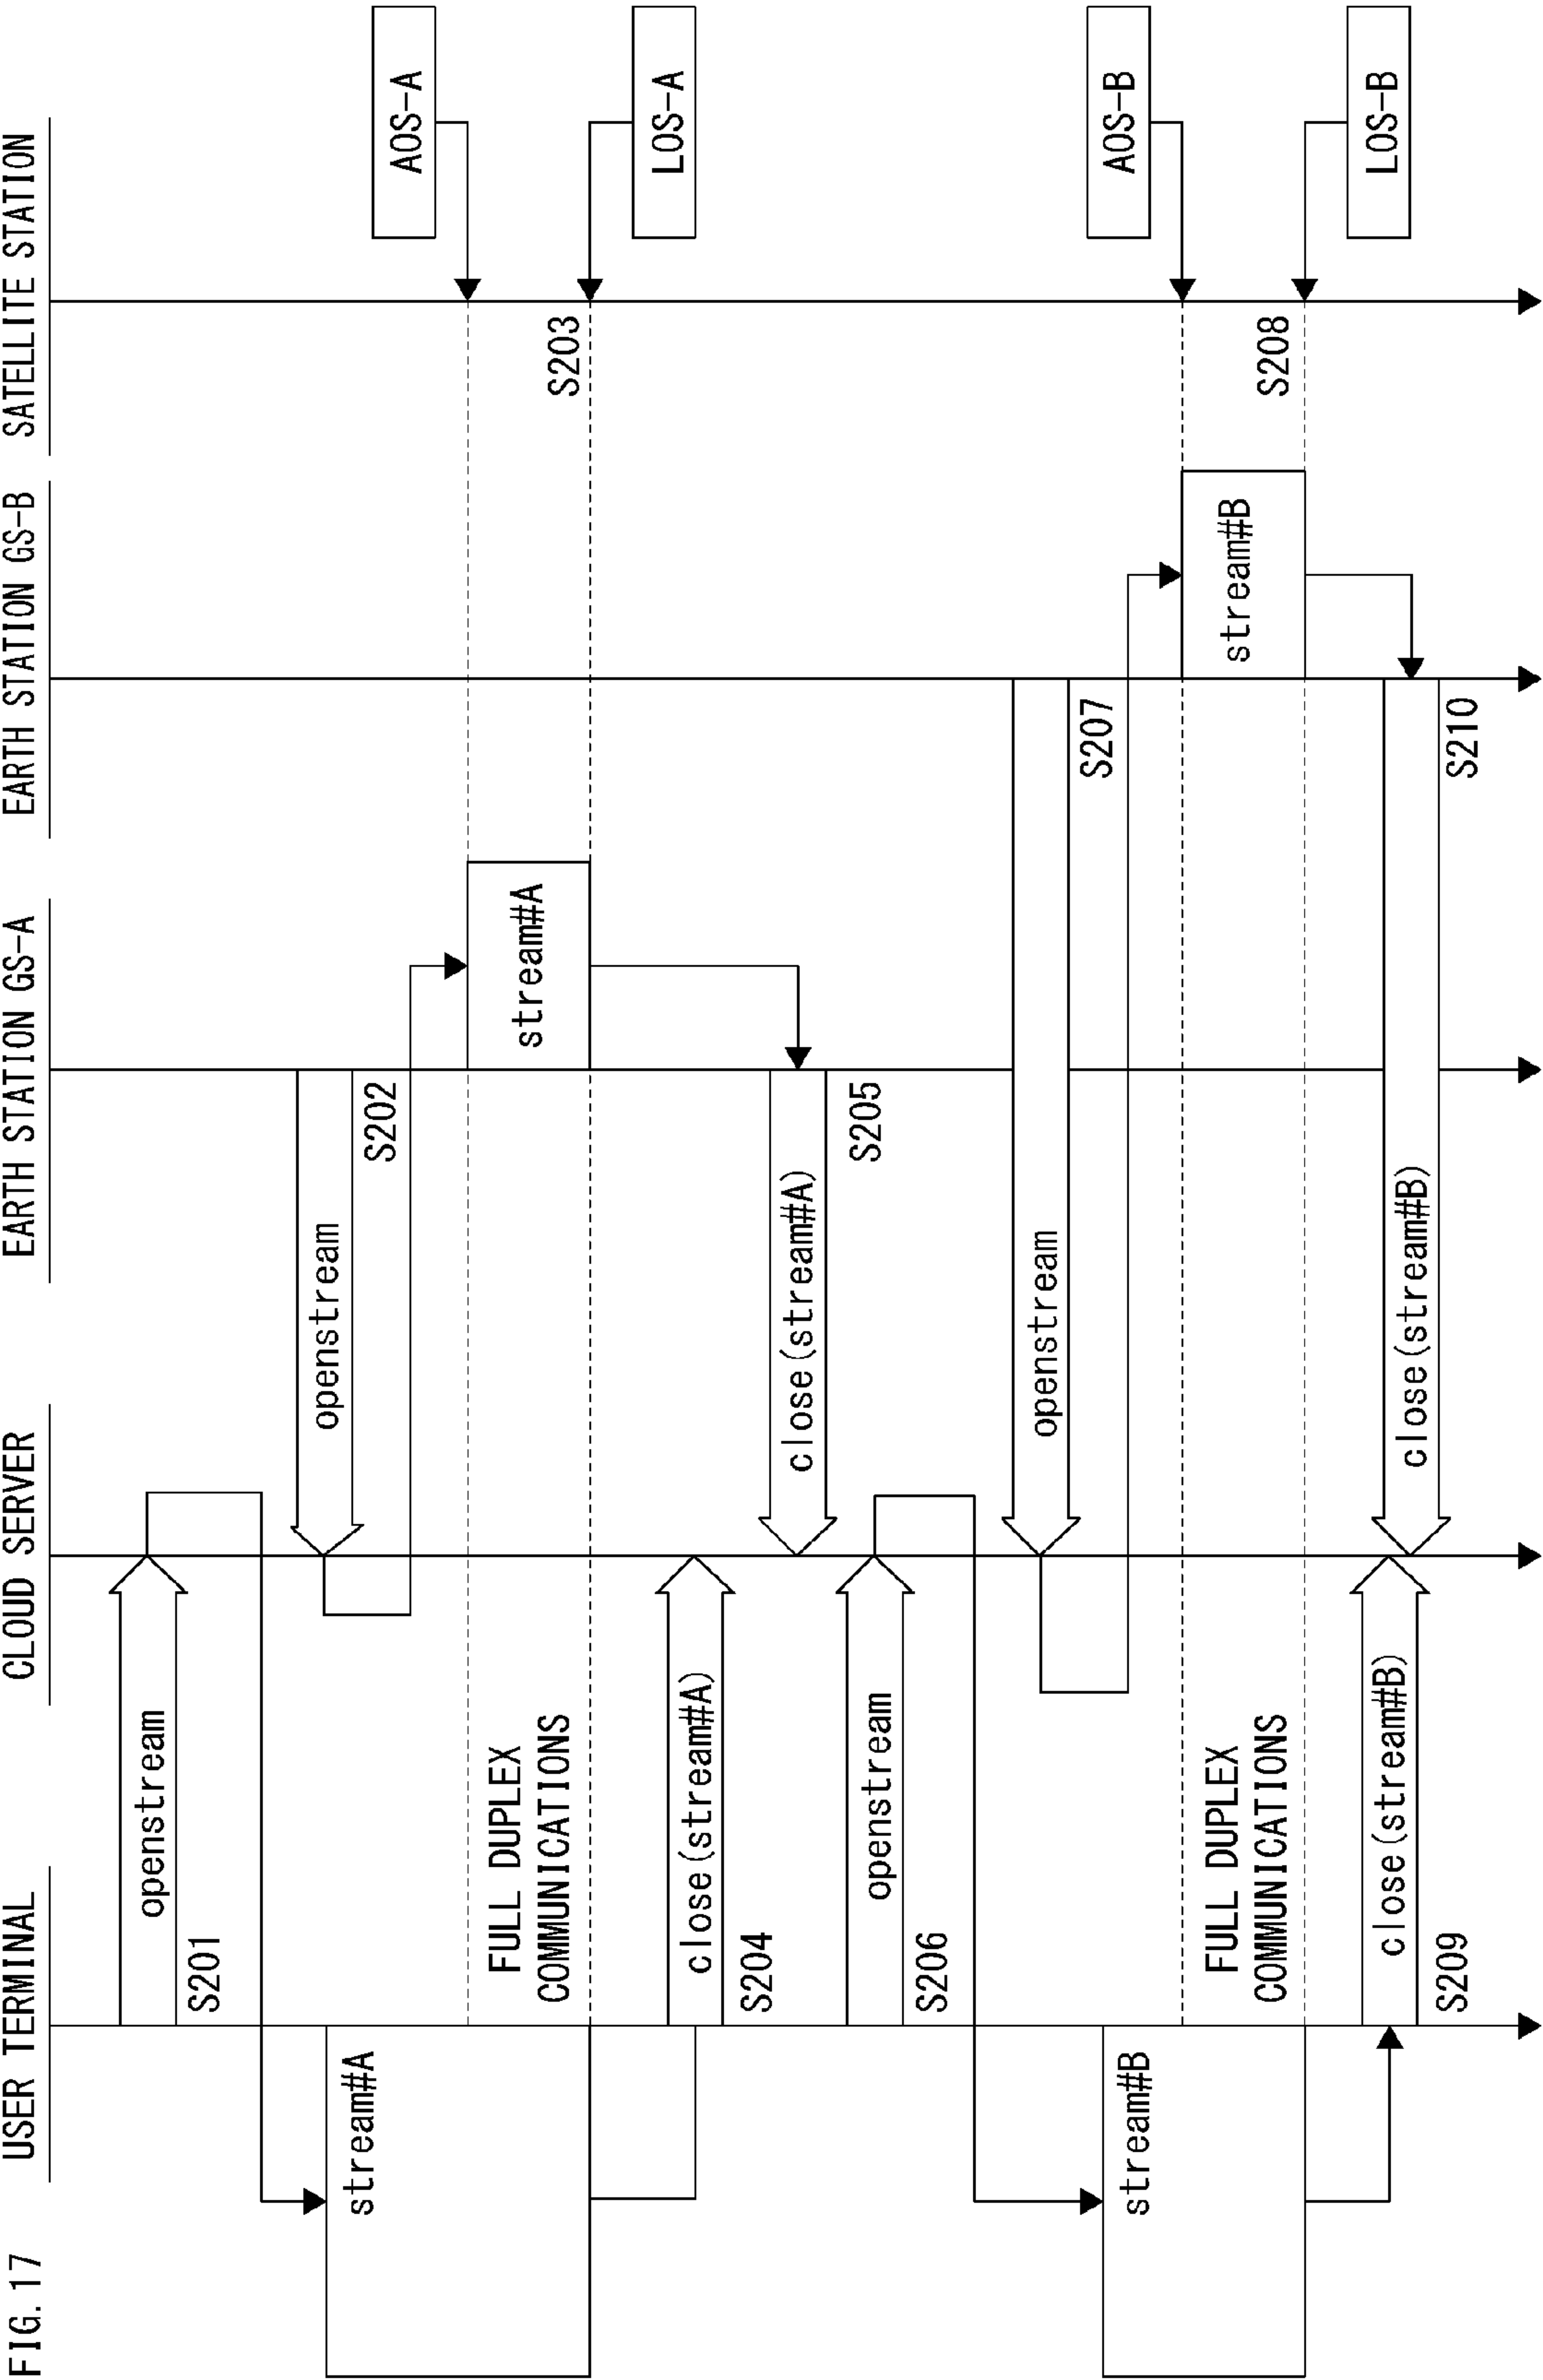 FIG. 17
USER TERMINAL
CLOUD SERVER
EARTH STATION GS-A
EARTH STATION GS-B
SATELLITE STATION
openstream
S201
openstream
S202
stream#A
AOS-A
FULL DUPLEX
COMMUNICATIONS
stream#A
S203
LOS-A
close(stream#A)
S204
close(stream#A)
S205
openstream
S206
openstream
S207
stream#B
AOS-B
FULL DUPLEX
COMMUNICATIONS
stream#B
S208
LOS-B
close(stream#B)
S209
close(stream#B)
S210